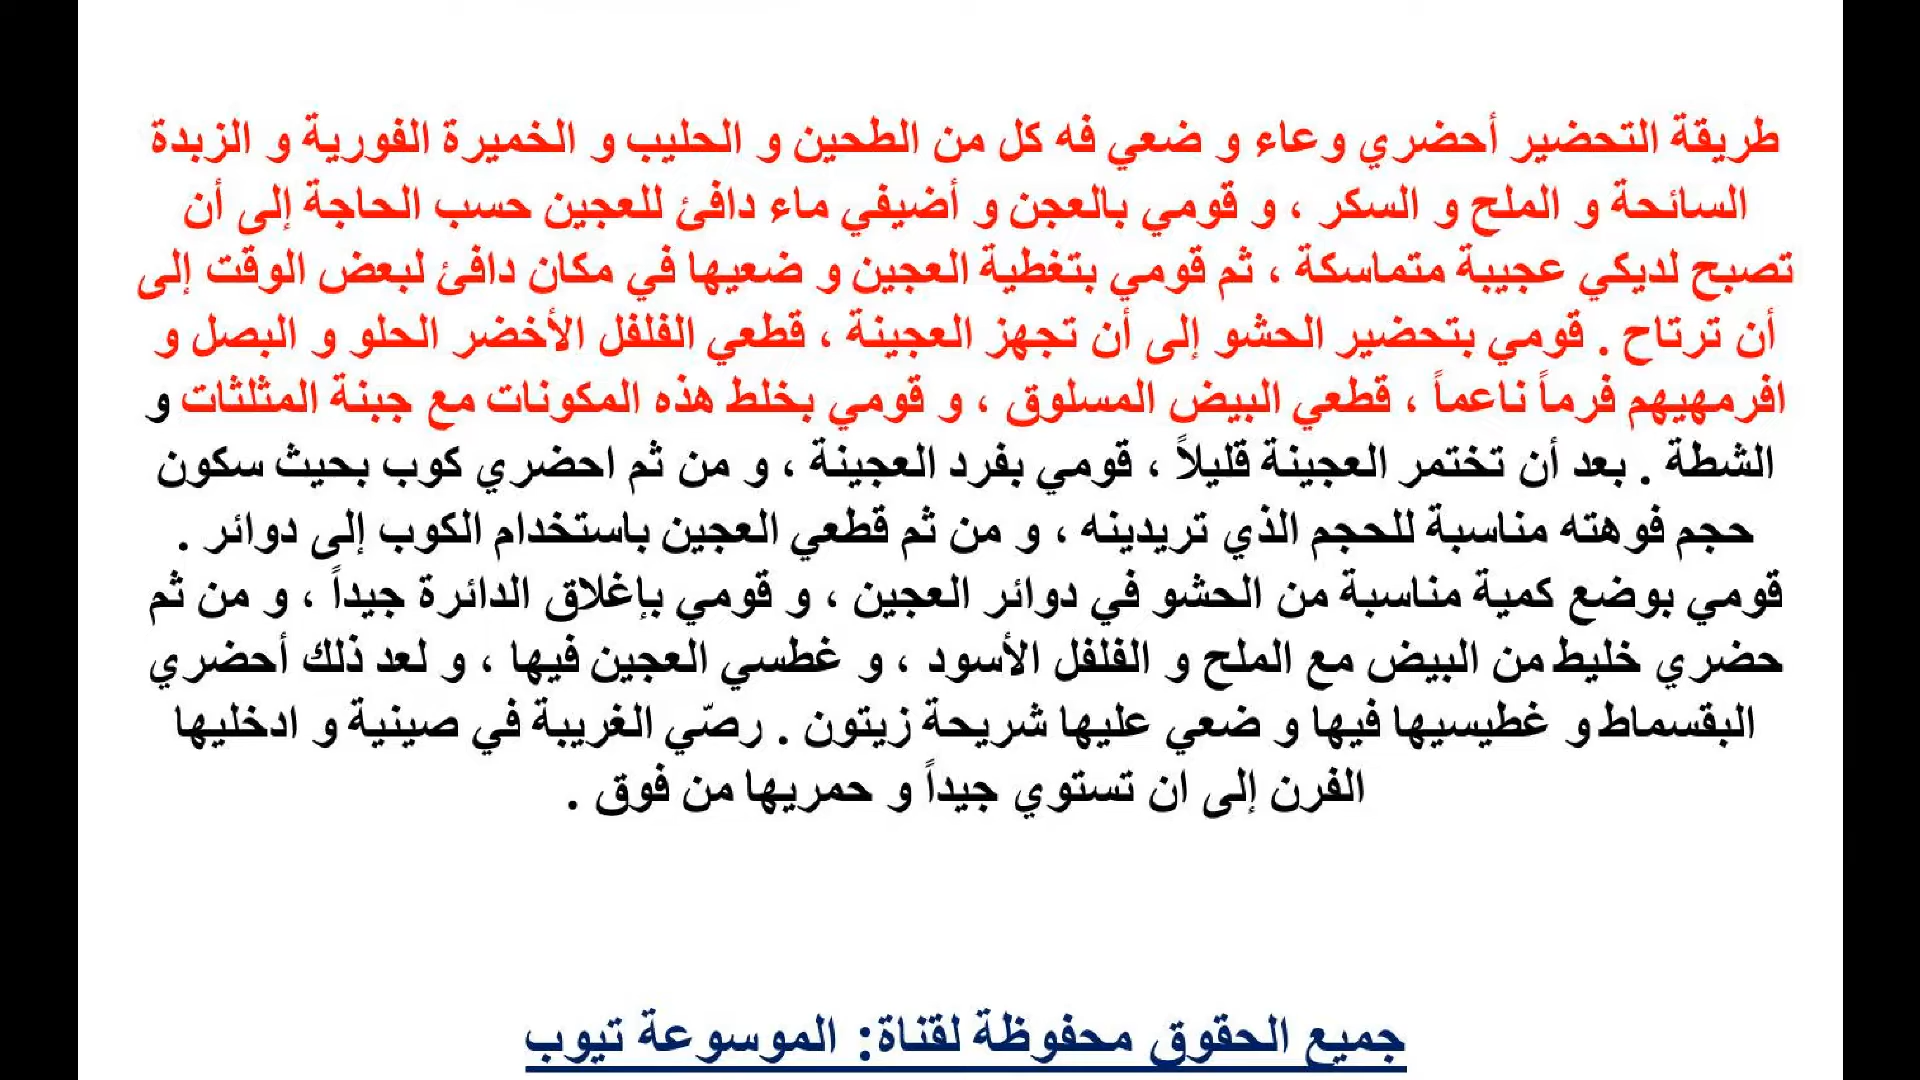 طريقة التحضير أحضري وعاء و ضعي فه كل من الطحين و الحليب و الخميرة الفورية و الزبدة
السائحة و الملح و السكر ، و قومي بالعجن و أضيفي ماء دافئ للعجين حسب الحاجة إلى أن
تصبح لديكي عجيبة متماسكة ، ثم قومي بتغطية العجين و ضعيها في مكان دافئ لبعض الوقت إلى
أن ترتاح . قومي بتحضير الحشو إلى أن تجهز العجينة ، قطعي الفلفل الأخضر الحلو و البصل و
افرمهيهم فرماً ناعماً ، قطعي البيض المسلوق ، و قومي بخلط هذه المكونات مع جبنة المثلثات و
الشطة . بعد أن تختمر العجينة قليلاً ، قومي بفرد العجينة ، و من ثم احضري كوب بحيث سكون
حجم فوهته مناسبة للحجم الذي تريدينه ، و من ثم قطعي العجين باستخدام الكوب إلى دوائر .
قومي بوضع كمية مناسبة من الحشو في دوائر العجين ، و قومي بإغلاق الدائرة جيداً ، و من ثم
حضري خليط من البيض مع الملح و الفلفل الأسود ، و غطسي العجين فيها ، و لعد ذلك أحضري
البقسماط و غطيسيها فيها و ضعي عليها شريحة زيتون . رصّي الغريبة في صينية و ادخليها
الفرن إلى ان تستوي جيداً و حمريها من فوق .
جميع الحقوق محفوظة لقناة: الموسوعة تيوب